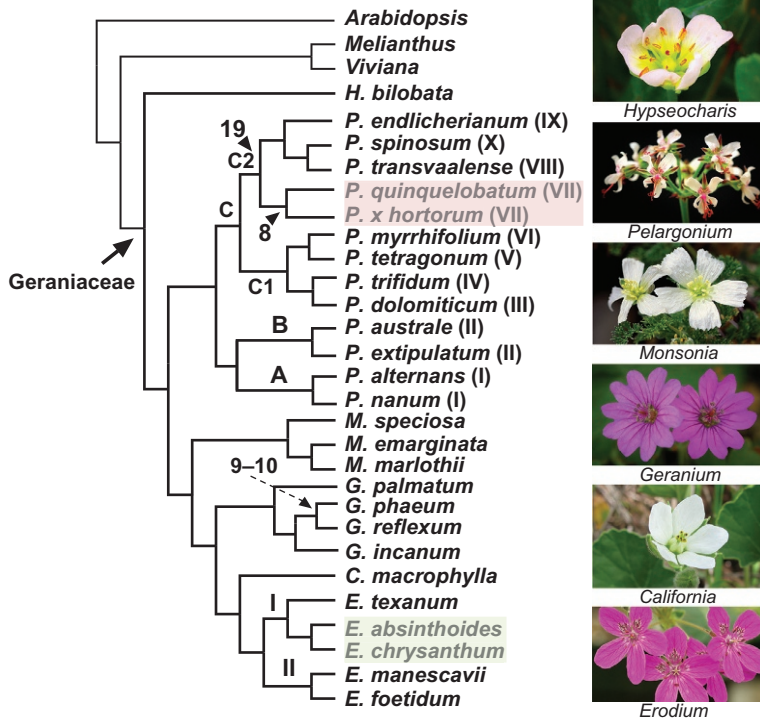 Arabidopsis
Melianthus
Viviana
H. bilobata
P. endlicherianum (IX)
19
P. spinosum (X)
C2
P. transvaalense (VIII)
P. quinquelobatum (VII)
C
P. x hortorum (VII)
8
P. myrrhifolium (VI)
P. tetragonum (V)
Geraniaceae
C1
P. trifidum (IV)
P. dolomiticum (III)
B
P. australe (II)
P. extipulatum (II)
A
P. alternans (I)
P. nanum (I)
M. speciosa
M. emarginata
9–10
M. marlothii
G. palmatum
G. phaeum
G. reflexum
G. incanum
C. macrophylla
I
E. texanum
E. absinthoides
E. chrysanthum
II
E. manescavii
E. foetidum
Hypseocharis
Pelargonium
Monsonia
Geranium
California
Erodium